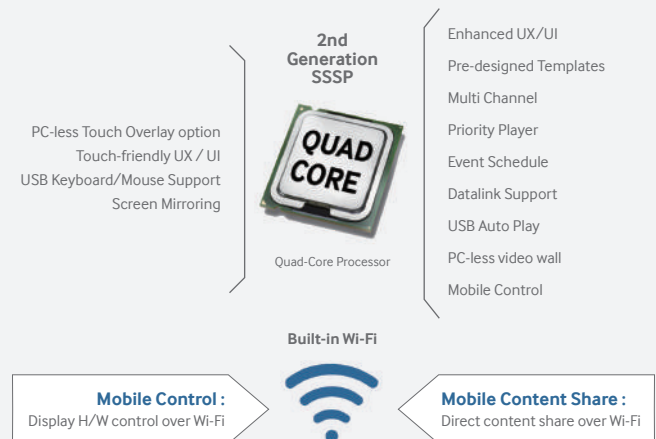 2nd
Generation
SSSP
PC-less Touch Overlay option
Touch-friendly UX / UI
USB Keyboard/Mouse Support
Screen Mirroring
QUAD
CORE
Quad-Core Processor
Enhanced UX/UI
Pre-designed Templates
Multi Channel
Priority Player
Event Schedule
Datalink Support
USB Auto Play
PC-less video wall
Mobile Control
Built-in Wi-Fi
Mobile Control :
Display H/W control over Wi-Fi
Mobile Content Share :
Direct content share over Wi-Fi